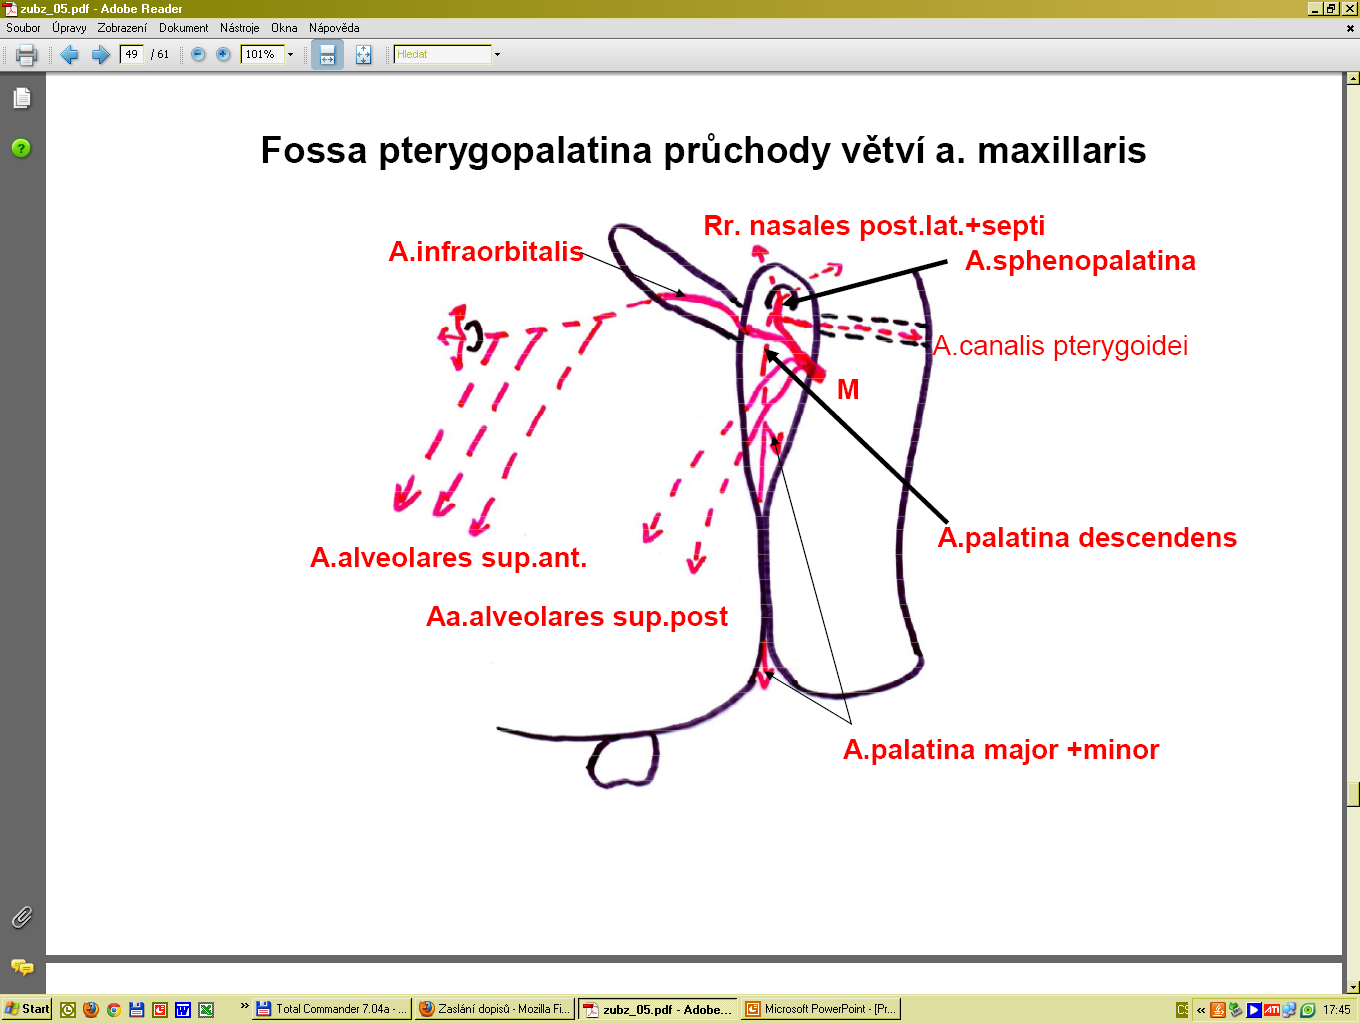 zubz_05.pdf - Adobe Reader
Soubor Úpravy Zobrazení Dokument Nástroje Okna Nápověda
49 / 61 101% Hledat
Fossa pterygopalatina průchody větví a. maxillaris
Rr. nasales post.lat.+septi
A.infraorbitalis
A.sphenopalatina
A.canalis pterygoidei
M
A.palatina descendens
A.alveolares sup.ant.
Aa.alveolares sup.post
A.palatina major +minor
Start » Total Commander 7.04a - ... Zaslání dopisů - Mozilla Fi... zubz_05.pdf - Adobe... Microsoft PowerPoint - [Pr... CS « ATI 17:45